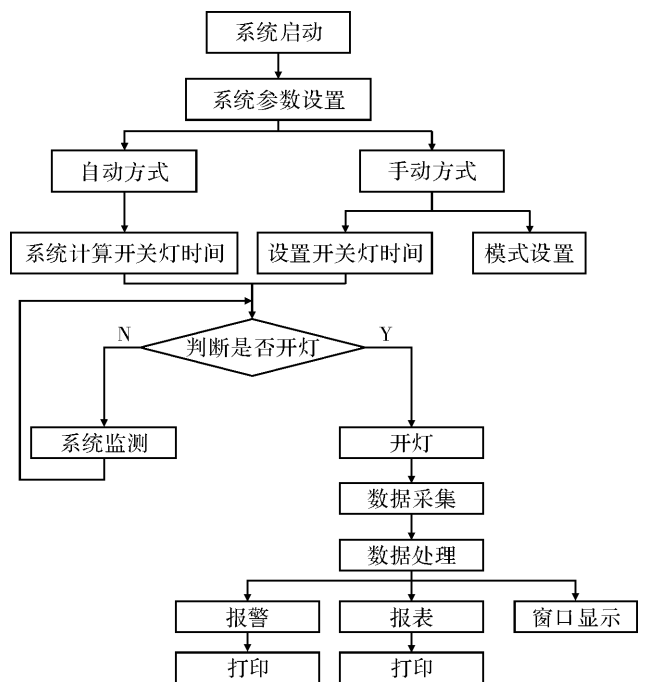 系统启动
系统参数设置
自动方式
手动方式
系统计算开关灯时间
设置开关灯时间
模式设置
N
判断是否开灯
Y
系统监测
开灯
数据采集
数据处理
报警
报表
窗口显示
打印
打印